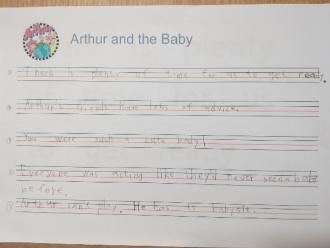 Arthur and the Baby
There is plenty of time for us to get ready.
Arthur's friends have lots of advice.
You were such a cute baby!
Everyone was acting like they'd never seen a baby
before.
Arthur can't play. He has to babysit.